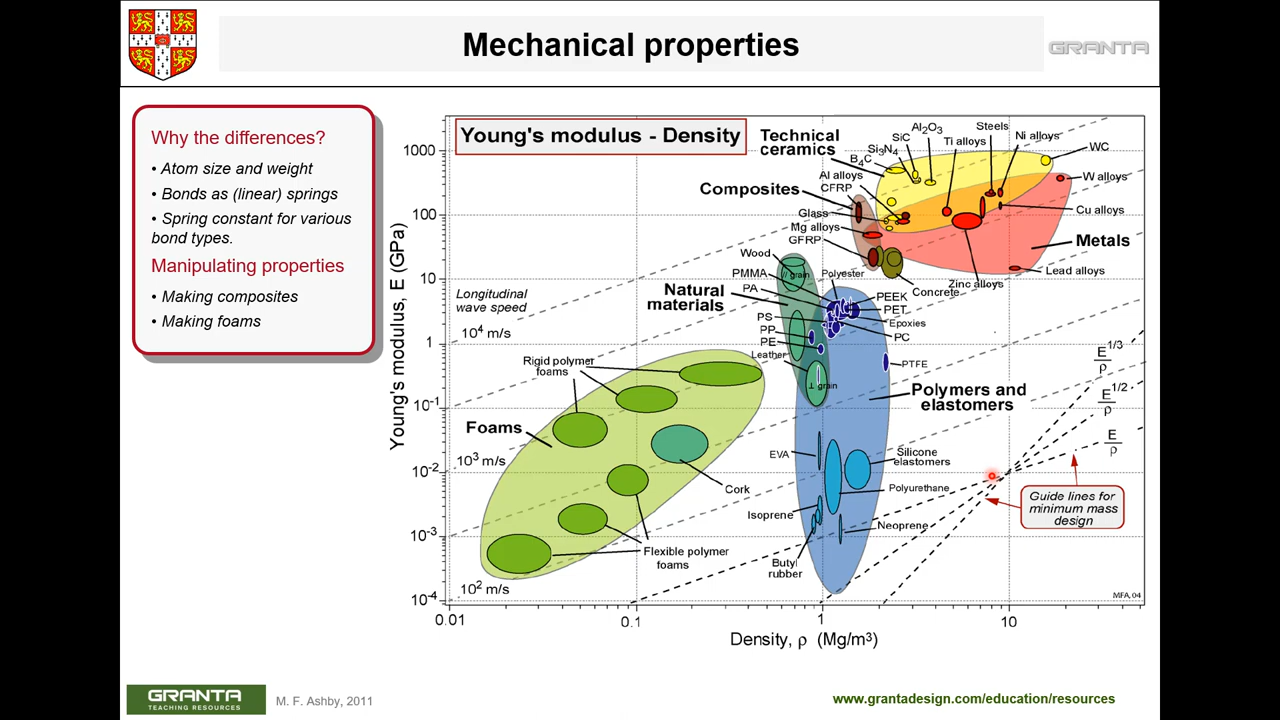 Mechanical properties
GRANTA
Why the differences?
• Atom size and weight
• Bonds as (linear) springs
• Spring constant for various
bond types.
Manipulating properties
• Making composites
• Making foams
Young's modulus - Density
Young's modulus, E (GPa)
1000
100
10
1
10⁻¹
10⁻²
10⁻³
10⁻⁴
0.01
0.1
1
10
Density, ρ (Mg/m³)
Technical
ceramics
Composites
Natural
materials
Foams
Metals
Polymers and
elastomers
Al₂O₃
SiC
Si₃N₄
B₄C
Ti alloys
Steels
Ni alloys
WC
W alloys
Al alloys
CFRP
Glass
Mg alloys
GFRP
Cu alloys
Lead alloys
Zinc alloys
Concrete
Wood
// grain
PMMA
Polyester
PA
PEEK
PET
PS
Epoxies
PP
PC
PE
Leather
PTFE
⊥ grain
Longitudinal
wave speed
10⁴ m/s
10³ m/s
10² m/s
Rigid polymer
foams
Cork
Flexible polymer
foams
EVA
Silicone
elastomers
Polyurethane
Isoprene
Neoprene
Butyl
rubber
E^1/3
ρ
E^1/2
ρ
E
ρ
Guide lines for
minimum mass
design
MFA, 04
GRANTA
TEACHING RESOURCES
M. F. Ashby, 2011
www.grantadesign.com/education/resources